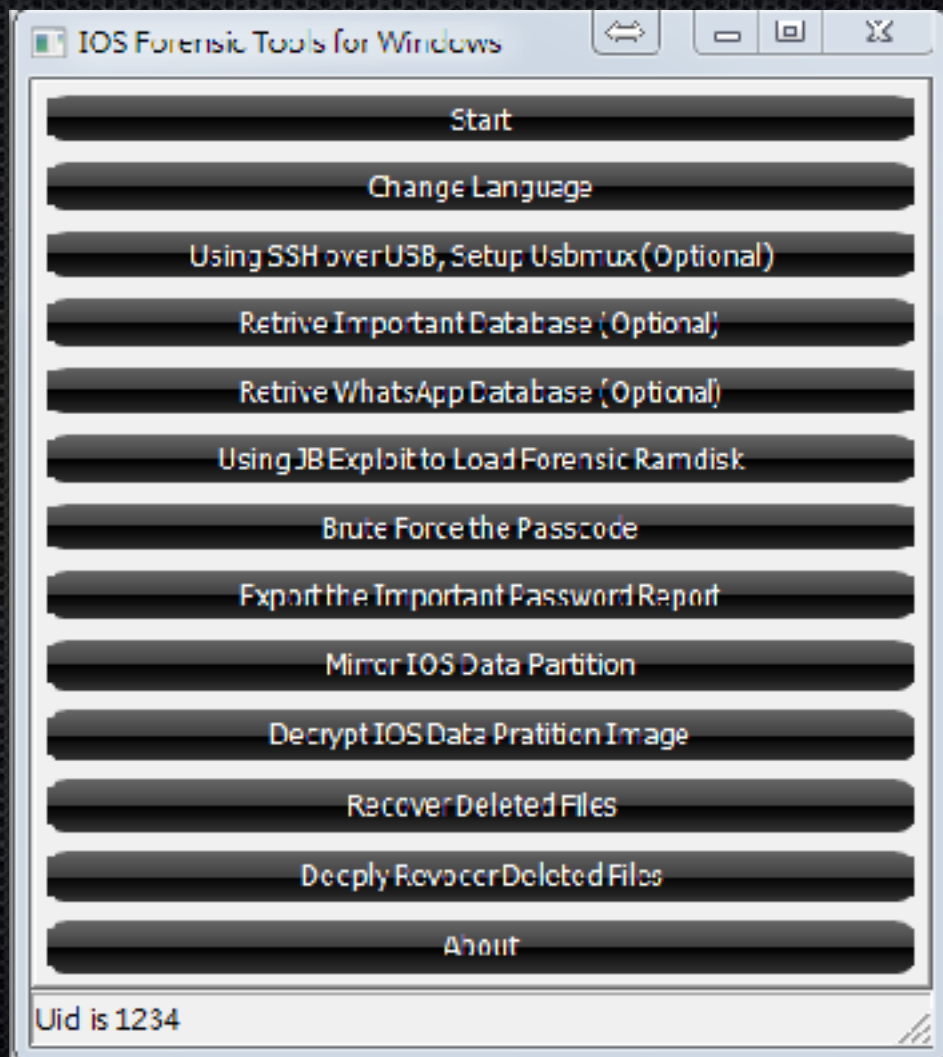 IOS Forensic Tools for Windows
Start
Change Language
Using SSH over USB, Setup Usbmux (Optional)
Retrive Important Database (Optional)
Retrive WhatsApp Database (Optional)
Using JB Exploit to Load Forensic Ramdisk
Brute Force the Passcode
Export the Important Password Report
Mirror IOS Data Partition
Decrypt IOS Data Pratition Image
Recover Deleted Files
Deeply Revocer Deleted Files
About
Uid is 1234